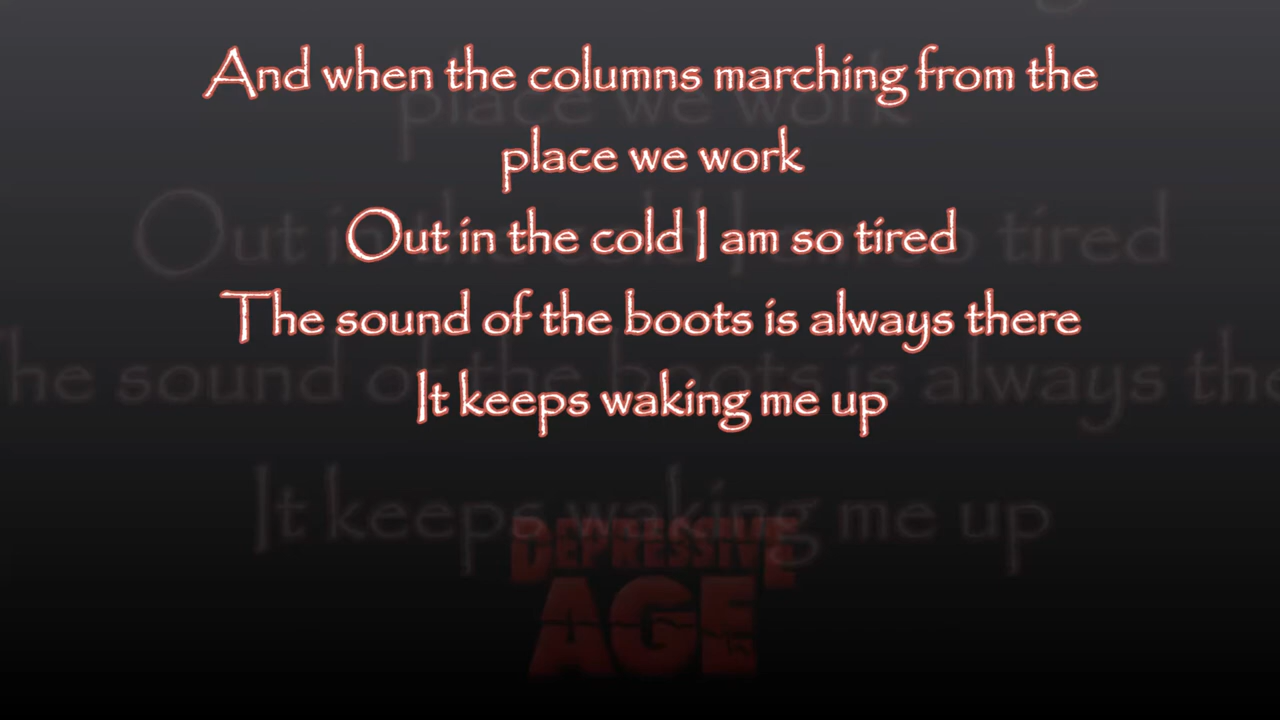 And when the columns marching from the
place we work
Out in the cold I am so tired
The sound of the boots is always there
It keeps waking me up
DEPRESSIVE
AGE